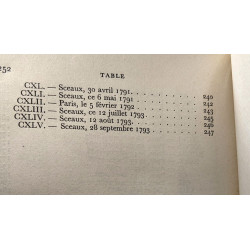 252
TABLE
CXL. — Sceaux, 30 avril 1791. . . . . . . . 240
CXLI. — Sceaux, ce 6 mai 1791. . . . . . . 241
CXLII. — Paris, le 5 février 1792 . . . . . . 242
CXLIII. — Sceaux, ce 12 juillet 1793. . . . . 243
CXLIV. — Sceaux, 12 août 1793. . . . . . . 246
CXLV. — Sceaux, 28 septembre 1793 . . . . 247